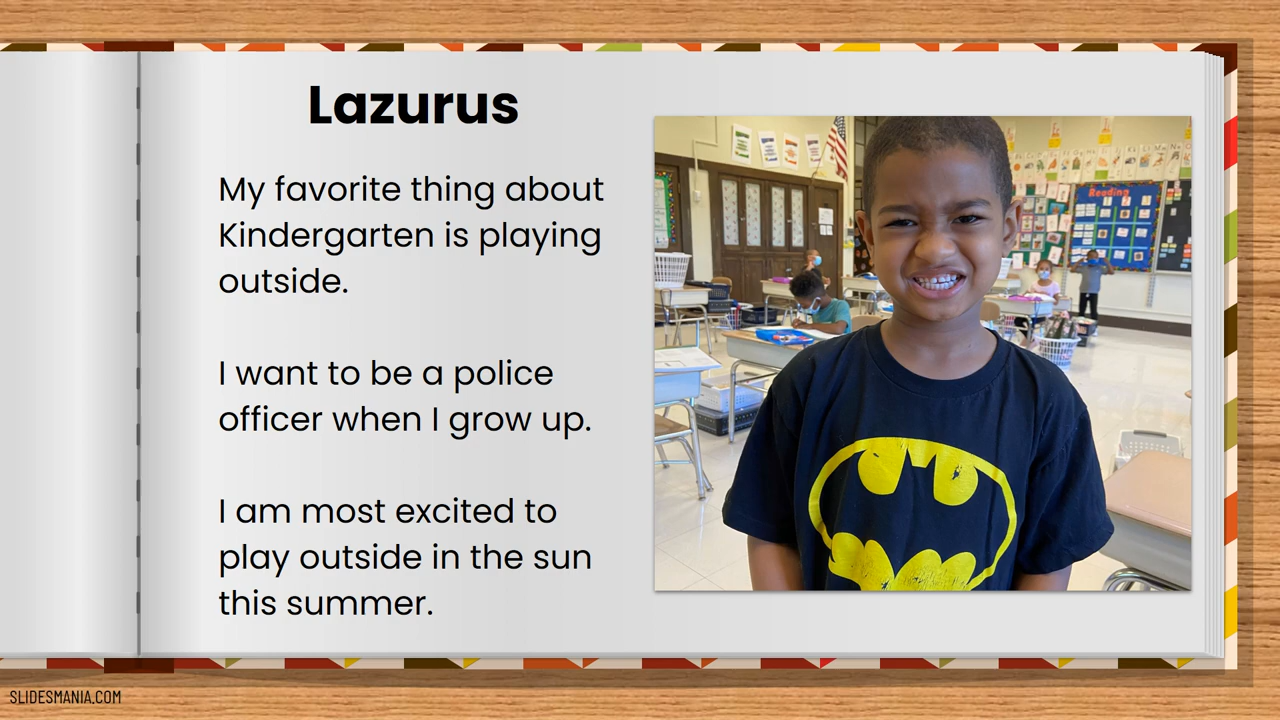 Lazurus
My favorite thing about
Kindergarten is playing
outside.
I want to be a police
officer when I grow up.
I am most excited to
play outside in the sun
this summer.
Reading
SLIDESMANIA.COM